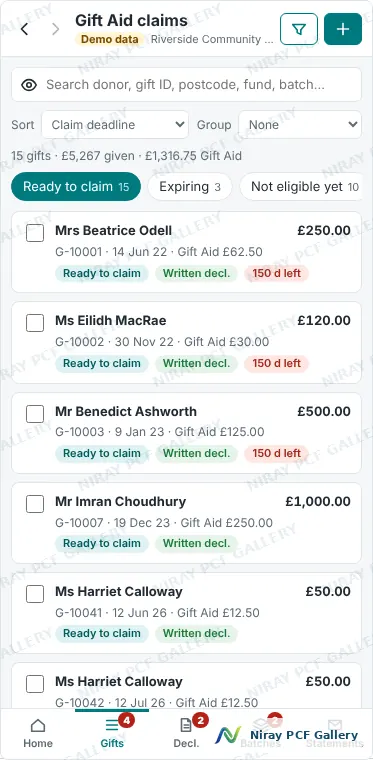 Gift Aid claims
Demo data Riverside Community ...
Search donor, gift ID, postcode, fund, batch...
Sort Claim deadline Group None
15 gifts · £5,267 given · £1,316.75 Gift Aid
Ready to claim 15 Expiring 3 Not eligible yet 10
Mrs Beatrice Odell £250.00
G-10001 · 14 Jun 22 · Gift Aid £62.50
Ready to claim Written decl. 150 d left
Ms Eilidh MacRae £120.00
G-10002 · 30 Nov 22 · Gift Aid £30.00
Ready to claim Written decl. 150 d left
Mr Benedict Ashworth £500.00
G-10003 · 9 Jan 23 · Gift Aid £125.00
Ready to claim Written decl. 150 d left
Mr Imran Choudhury £1,000.00
G-10007 · 19 Dec 23 · Gift Aid £250.00
Ready to claim Written decl.
Ms Harriet Calloway £50.00
G-10041 · 12 Jun 26 · Gift Aid £12.50
Ready to claim Written decl.
Ms Harriet Calloway £50.00
G-10042 · 12 Jul 26 · Gift Aid £12.50
4 2
Home Gifts Decl. Batches Statements
Niray PCF Gallery
NIRAY PCF GALLERY